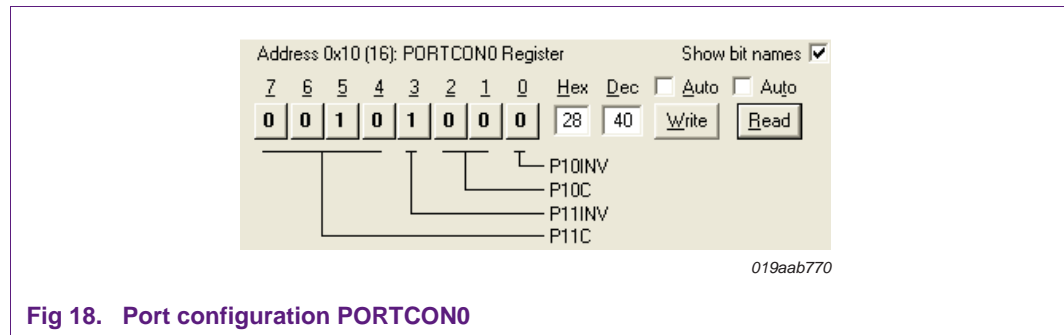 Address 0x10 (16): PORTCON0 Register Show bit names
7 6 5 4 3 2 1 0 Hex Dec Auto Auto
0 0 1 0 1 0 0 0 28 40 Write Read
P10INV
P10C
P11INV
P11C
019aab770
Fig 18. Port configuration PORTCON0